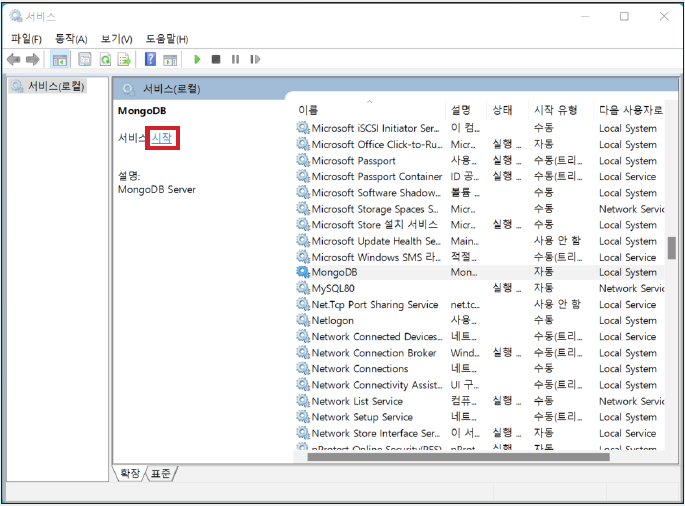 서비스
파일(F) 동작(A) 보기(V) 도움말(H)
서비스(로컬)
서비스(로컬)
MongoDB
서비스 시작
설명:
MongoDB Server
이름 설명 상태 시작 유형 다음 사용자로
Microsoft iSCSI Initiator Ser... 이 컴... 수동 Local System
Microsoft Office Click-to-Ru... Micr... 실행 ... 자동 Local System
Microsoft Passport 사용... 실행 ... 수동(트리... Local System
Microsoft Passport Container ID 공... 실행 ... 수동(트리... Local Service
Microsoft Software Shadow... 볼륨 ... 수동 Local System
Microsoft Storage Spaces S... Micr... 수동 Network Servic
Microsoft Store 설치 서비스 Micr... 실행 ... 수동 Local System
Microsoft Update Health Se... Main... 사용 안 함 Local System
Microsoft Windows SMS 라... 적절... 수동(트리... Local Service
MongoDB Mon... 자동 Local System
MySQL80 실행 ... 자동 Network Servic
Net.Tcp Port Sharing Service net.tc... 사용 안 함 Local Service
Netlogon 사용... 수동 Local System
Network Connected Devices... 네트... 수동(트리... Local Service
Network Connection Broker Wind... 실행 ... 수동(트리... Local System
Network Connections 네트... 수동 Local System
Network Connectivity Assist... UI 구... 수동(트리... Local System
Network List Service 컴퓨... 실행 ... 수동 Network Servic
Network Setup Service 네트... 수동(트리... Local System
Network Store Interface Ser... 이 서... 실행 ... 자동 Local Service
nProtect Online Security(PFS) nProt... 실행 ... 자동 Local System
확장 표준